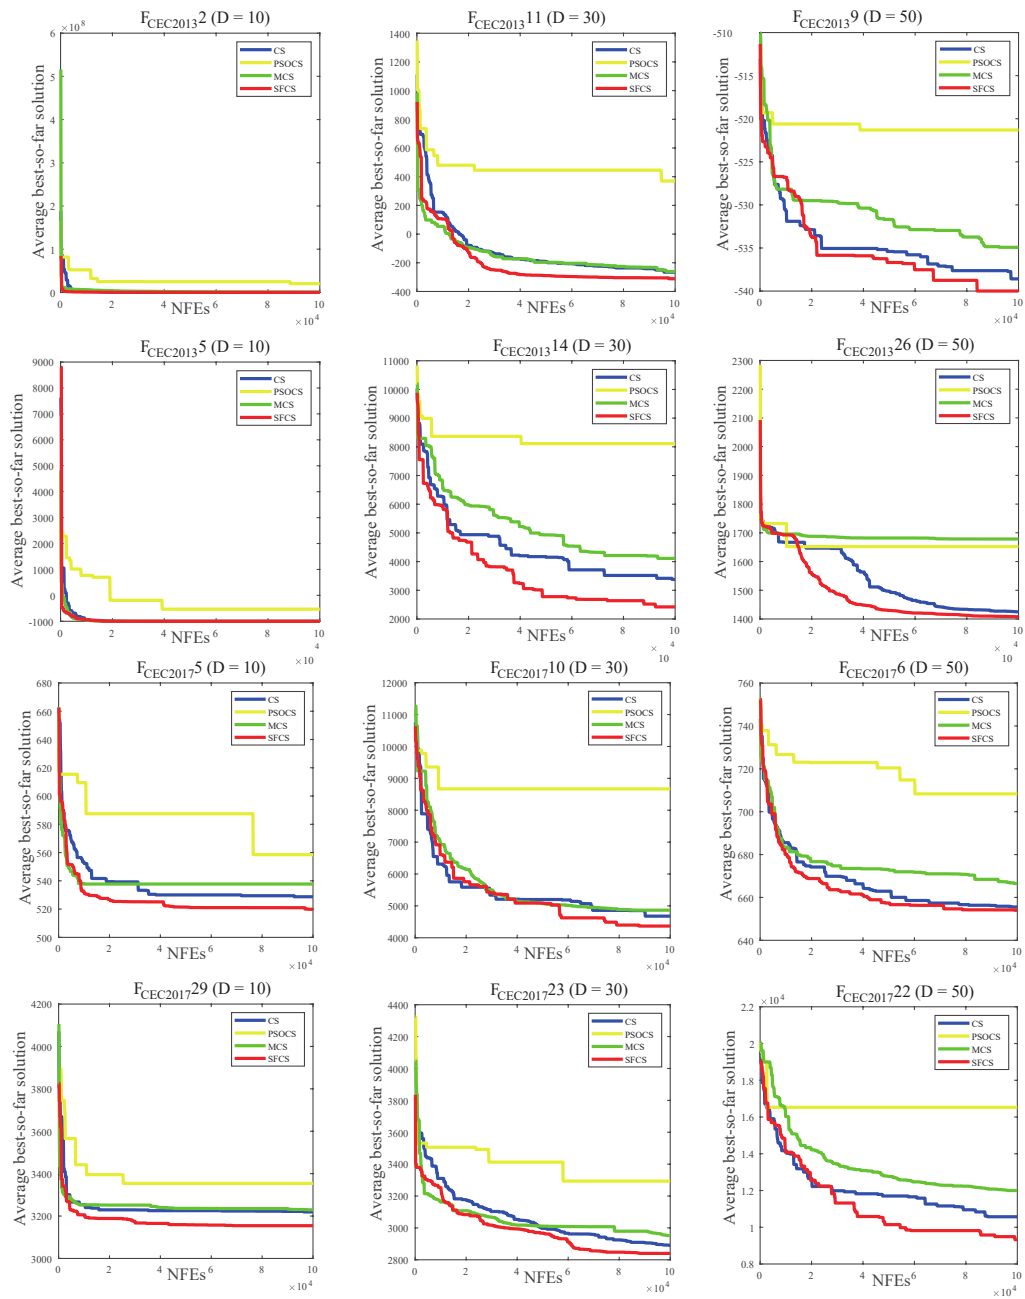 F_CEC2013 2 (D = 10)
×10^8
Average best-so-far solution
6
5
4
3
2
1
0
0 2 4 6 8 10
NFEs
×10^4
CS
PSOCS
MCS
SFCS
F_CEC2013 11 (D = 30)
Average best-so-far solution
1400
1200
1000
800
600
400
200
0
-200
-400
0 2 4 6 8 10
NFEs
×10^4
CS
PSOCS
MCS
SFCS
F_CEC2013 9 (D = 50)
Average best-so-far solution
-510
-515
-520
-525
-530
-535
-540
0 2 4 6 8 10
NFEs
×10^4
CS
PSOCS
MCS
SFCS
F_CEC2013 5 (D = 10)
Average best-so-far solution
9000
8000
7000
6000
5000
4000
3000
2000
1000
0
-1000
0 2 4 6 8 10
NFEs
×10^4
CS
PSOCS
MCS
SFCS
F_CEC2013 14 (D = 30)
Average best-so-far solution
11000
10000
9000
8000
7000
6000
5000
4000
3000
2000
0 2 4 6 8 10
NFEs
×10^4
CS
PSOCS
MCS
SFCS
F_CEC2013 26 (D = 50)
Average best-so-far solution
2300
2200
2100
2000
1900
1800
1700
1600
1500
1400
0 2 4 6 8 10
NFEs
×10^4
CS
PSOCS
MCS
SFCS
F_CEC2017 5 (D = 10)
Average best-so-far solution
680
660
640
620
600
580
560
540
520
500
0 2 4 6 8 10
NFEs
×10^4
CS
PSOCS
MCS
SFCS
F_CEC2017 10 (D = 30)
Average best-so-far solution
12000
11000
10000
9000
8000
7000
6000
5000
4000
0 2 4 6 8 10
NFEs
×10^4
CS
PSOCS
MCS
SFCS
F_CEC2017 6 (D = 50)
Average best-so-far solution
760
740
720
700
680
660
640
0 2 4 6 8 10
NFEs
×10^4
CS
PSOCS
MCS
SFCS
F_CEC2017 29 (D = 10)
Average best-so-far solution
4200
4000
3800
3600
3400
3200
3000
0 2 4 6 8 10
NFEs
×10^4
CS
PSOCS
MCS
SFCS
F_CEC2017 23 (D = 30)
Average best-so-far solution
4400
4200
4000
3800
3600
3400
3200
3000
2800
0 2 4 6 8 10
NFEs
×10^4
CS
PSOCS
MCS
SFCS
F_CEC2017 22 (D = 50)
×10^4
Average best-so-far solution
2.2
2
1.8
1.6
1.4
1.2
1
0.8
0 2 4 6 8 10
NFEs
×10^4
CS
PSOCS
MCS
SFCS